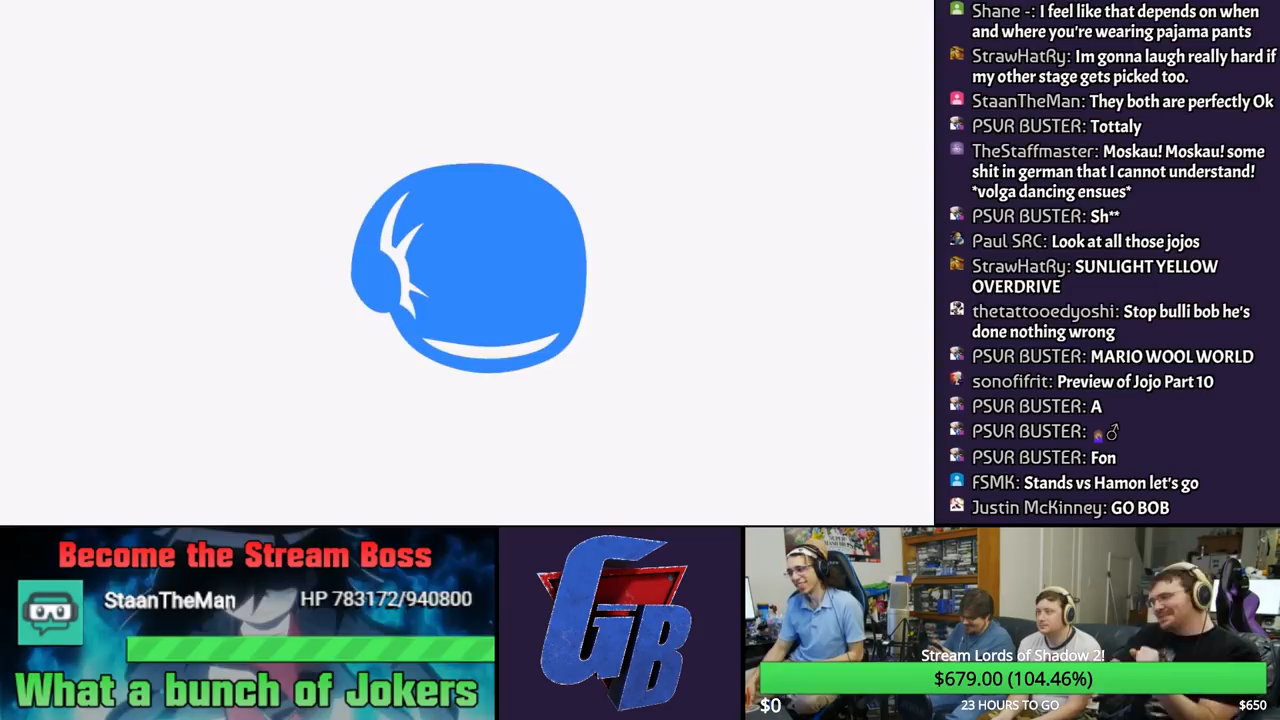 Shane -: I feel like that depends on when
and where you're wearing pajama pants
StrawHatRy: Im gonna laugh really hard if
my other stage gets picked too.
StaanTheMan: They both are perfectly Ok
PSVR BUSTER: Tottaly
TheStaffmaster: Moskau! Moskau! some
shit in german that I cannot understand!
*volga dancing ensues*
PSVR BUSTER: Sh**
Paul SRC: Look at all those jojos
StrawHatRy: SUNLIGHT YELLOW
OVERDRIVE
thetattooedyoshi: Stop bulli bob he's
done nothing wrong
PSVR BUSTER: MARIO WOOL WORLD
sonofifrit: Preview of Jojo Part 10
PSVR BUSTER: A
PSVR BUSTER:
PSVR BUSTER: Fon
FSMK: Stands vs Hamon let's go
Justin McKinney: GO BOB
Become the Stream Boss
StaanTheMan HP 783172/940800
What a bunch of Jokers
GB
Stream Lords of Shadow 2!
$679.00 (104.46%)
$0 23 HOURS TO GO $650